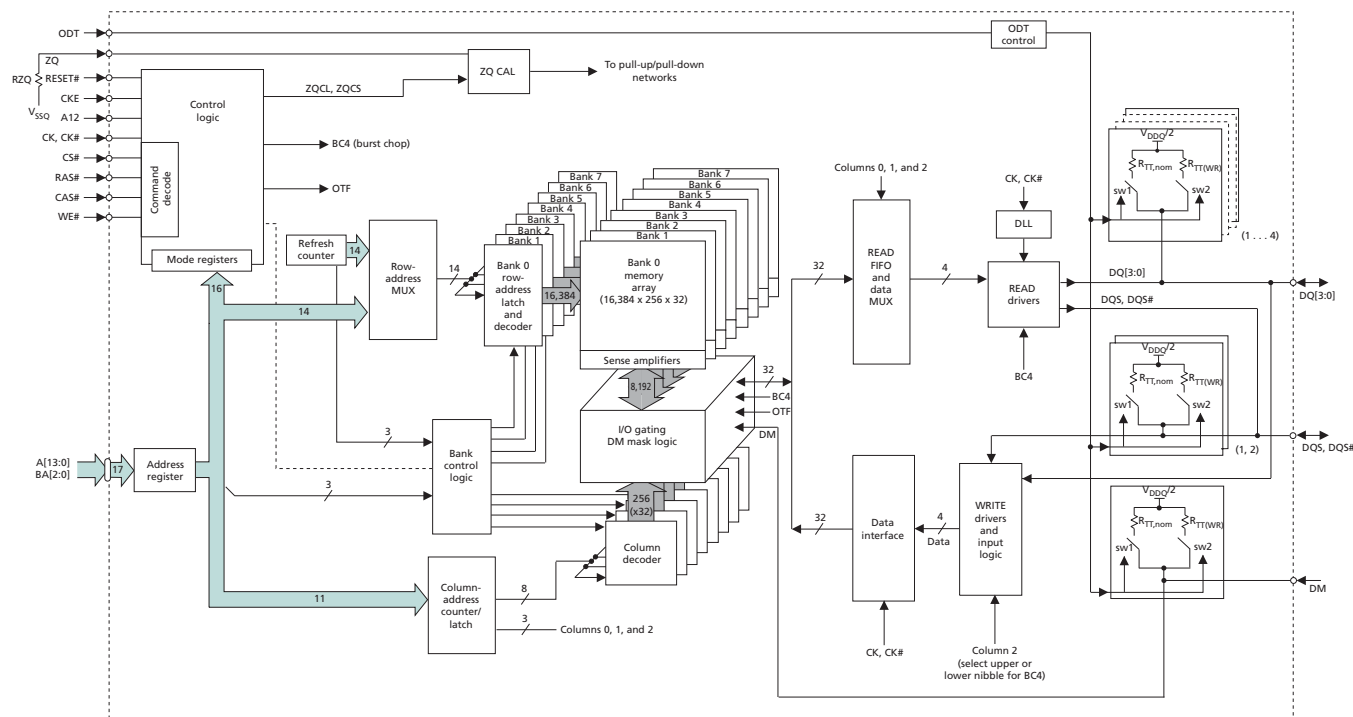 ODT
ODT
control
ZQ
RZQ
RESET#
CKE
VSSQ
A12
CK, CK#
CS#
RAS#
CAS#
WE#
Control
logic
Command
decode
Mode registers
ZQCL, ZQCS
ZQ CAL
To pull-up/pull-down
networks
BC4 (burst chop)
OTF
Refresh
counter
14
Row-
address
MUX
14
16
14
Bank 7
Bank 6
Bank 5
Bank 4
Bank 3
Bank 2
Bank 1
Bank 0
row-
address
latch
and
decoder
16,384
Bank 7
Bank 6
Bank 5
Bank 4
Bank 3
Bank 2
Bank 1
Bank 0
memory
array
(16,384 x 256 x 32)
Sense amplifiers
8,192
32
BC4
OTF
DM
I/O gating
DM mask logic
3
Bank
control
logic
3
256
(x32)
Column
decoder
A[13:0]
BA[2:0]
17
Address
register
11
Column-
address
counter/
latch
8
3
Columns 0, 1, and 2
Columns 0, 1, and 2
32
READ
FIFO
and
data
MUX
4
CK, CK#
DLL
READ
drivers
BC4
DQ[3:0]
DQS, DQS#
VDDQ/2
RTT,nom
RTT(WR)
sw1
sw2
(1 . . . 4)
DQ[3:0]
VDDQ/2
RTT,nom
RTT(WR)
sw1
sw2
(1, 2)
DQS, DQS#
32
Data
interface
4
Data
WRITE
drivers
and
input
logic
CK, CK#
Column 2
(select upper or
lower nibble for BC4)
VDDQ/2
RTT,nom
RTT(WR)
sw1
sw2
DM